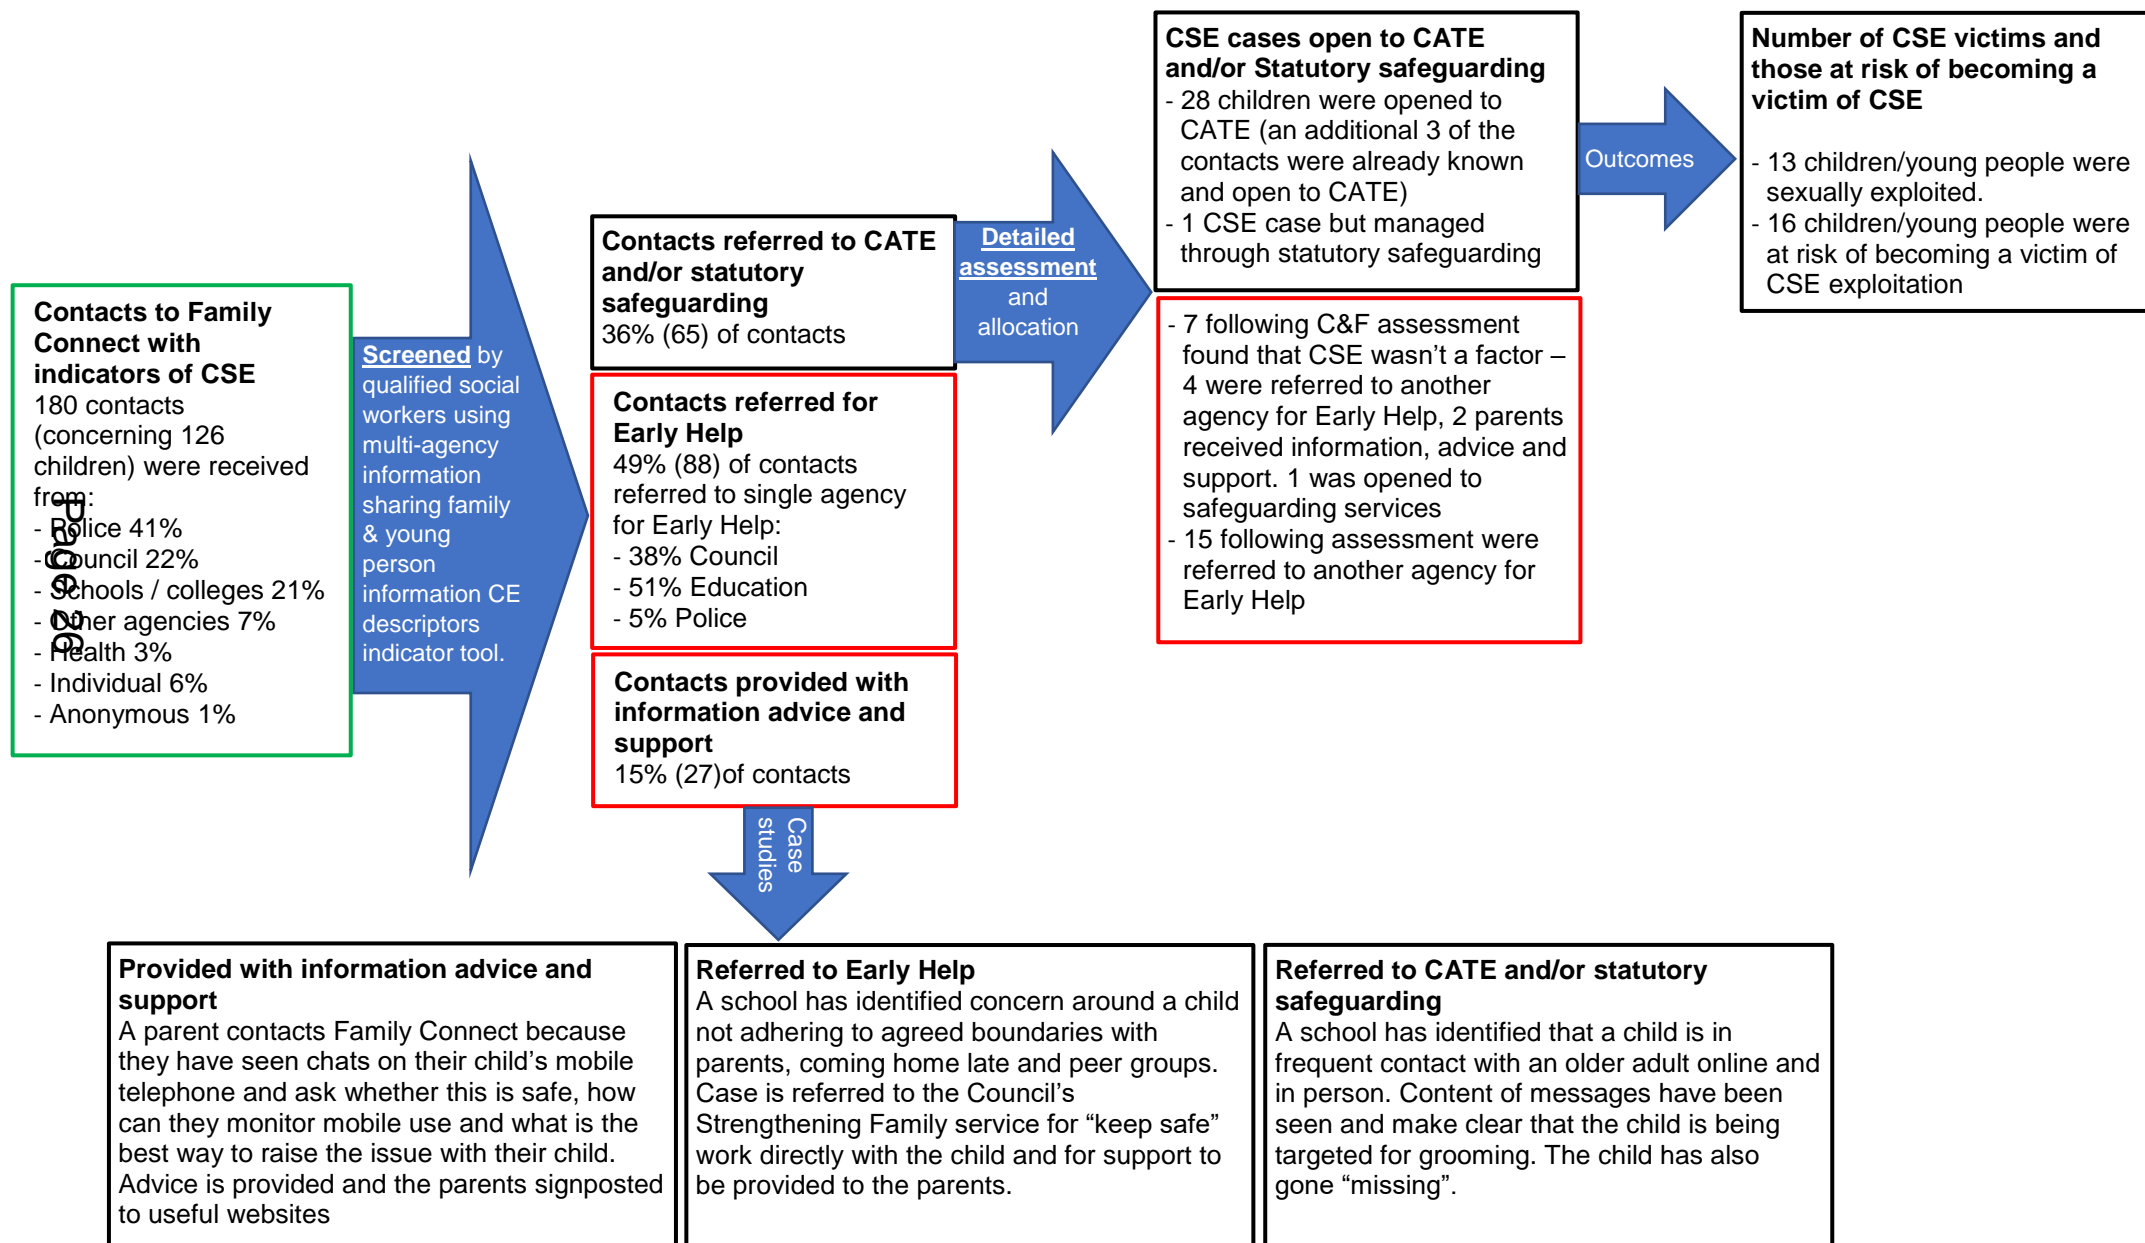 Contacts to Family
Connect with
indicators of CSE
180 contacts
(concerning 126
children) were received
from:
- Police 41%
- Council 22%
- Schools / colleges 21%
- Other agencies 7%
- Health 3%
- Individual 6%
- Anonymous 1%
Page 26
Screened by
qualified social
workers using
multi-agency
information
sharing family
& young
person
information CE
descriptors
indicator tool.
Contacts referred to CATE
and/or statutory
safeguarding
36% (65) of contacts
Contacts referred for
Early Help
49% (88) of contacts
referred to single agency
for Early Help:
- 38% Council
- 51% Education
- 5% Police
Contacts provided with
information advice and
support
15% (27)of contacts
Detailed
assessment
and
allocation
CSE cases open to CATE
and/or Statutory safeguarding
- 28 children were opened to
CATE (an additional 3 of the
contacts were already known
and open to CATE)
- 1 CSE case but managed
through statutory safeguarding
- 7 following C&F assessment
found that CSE wasn’t a factor –
4 were referred to another
agency for Early Help, 2 parents
received information, advice and
support. 1 was opened to
safeguarding services
- 15 following assessment were
referred to another agency for
Early Help
Outcomes
Number of CSE victims and
those at risk of becoming a
victim of CSE
- 13 children/young people were
sexually exploited.
- 16 children/young people were
at risk of becoming a victim of
CSE exploitation
Case
studies
Provided with information advice and
support
A parent contacts Family Connect because
they have seen chats on their child’s mobile
telephone and ask whether this is safe, how
can they monitor mobile use and what is the
best way to raise the issue with their child.
Advice is provided and the parents signposted
to useful websites
Referred to Early Help
A school has identified concern around a child
not adhering to agreed boundaries with
parents, coming home late and peer groups.
Case is referred to the Council’s
Strengthening Family service for “keep safe”
work directly with the child and for support to
be provided to the parents.
Referred to CATE and/or statutory
safeguarding
A school has identified that a child is in
frequent contact with an older adult online and
in person. Content of messages have been
seen and make clear that the child is being
targeted for grooming. The child has also
gone “missing”.